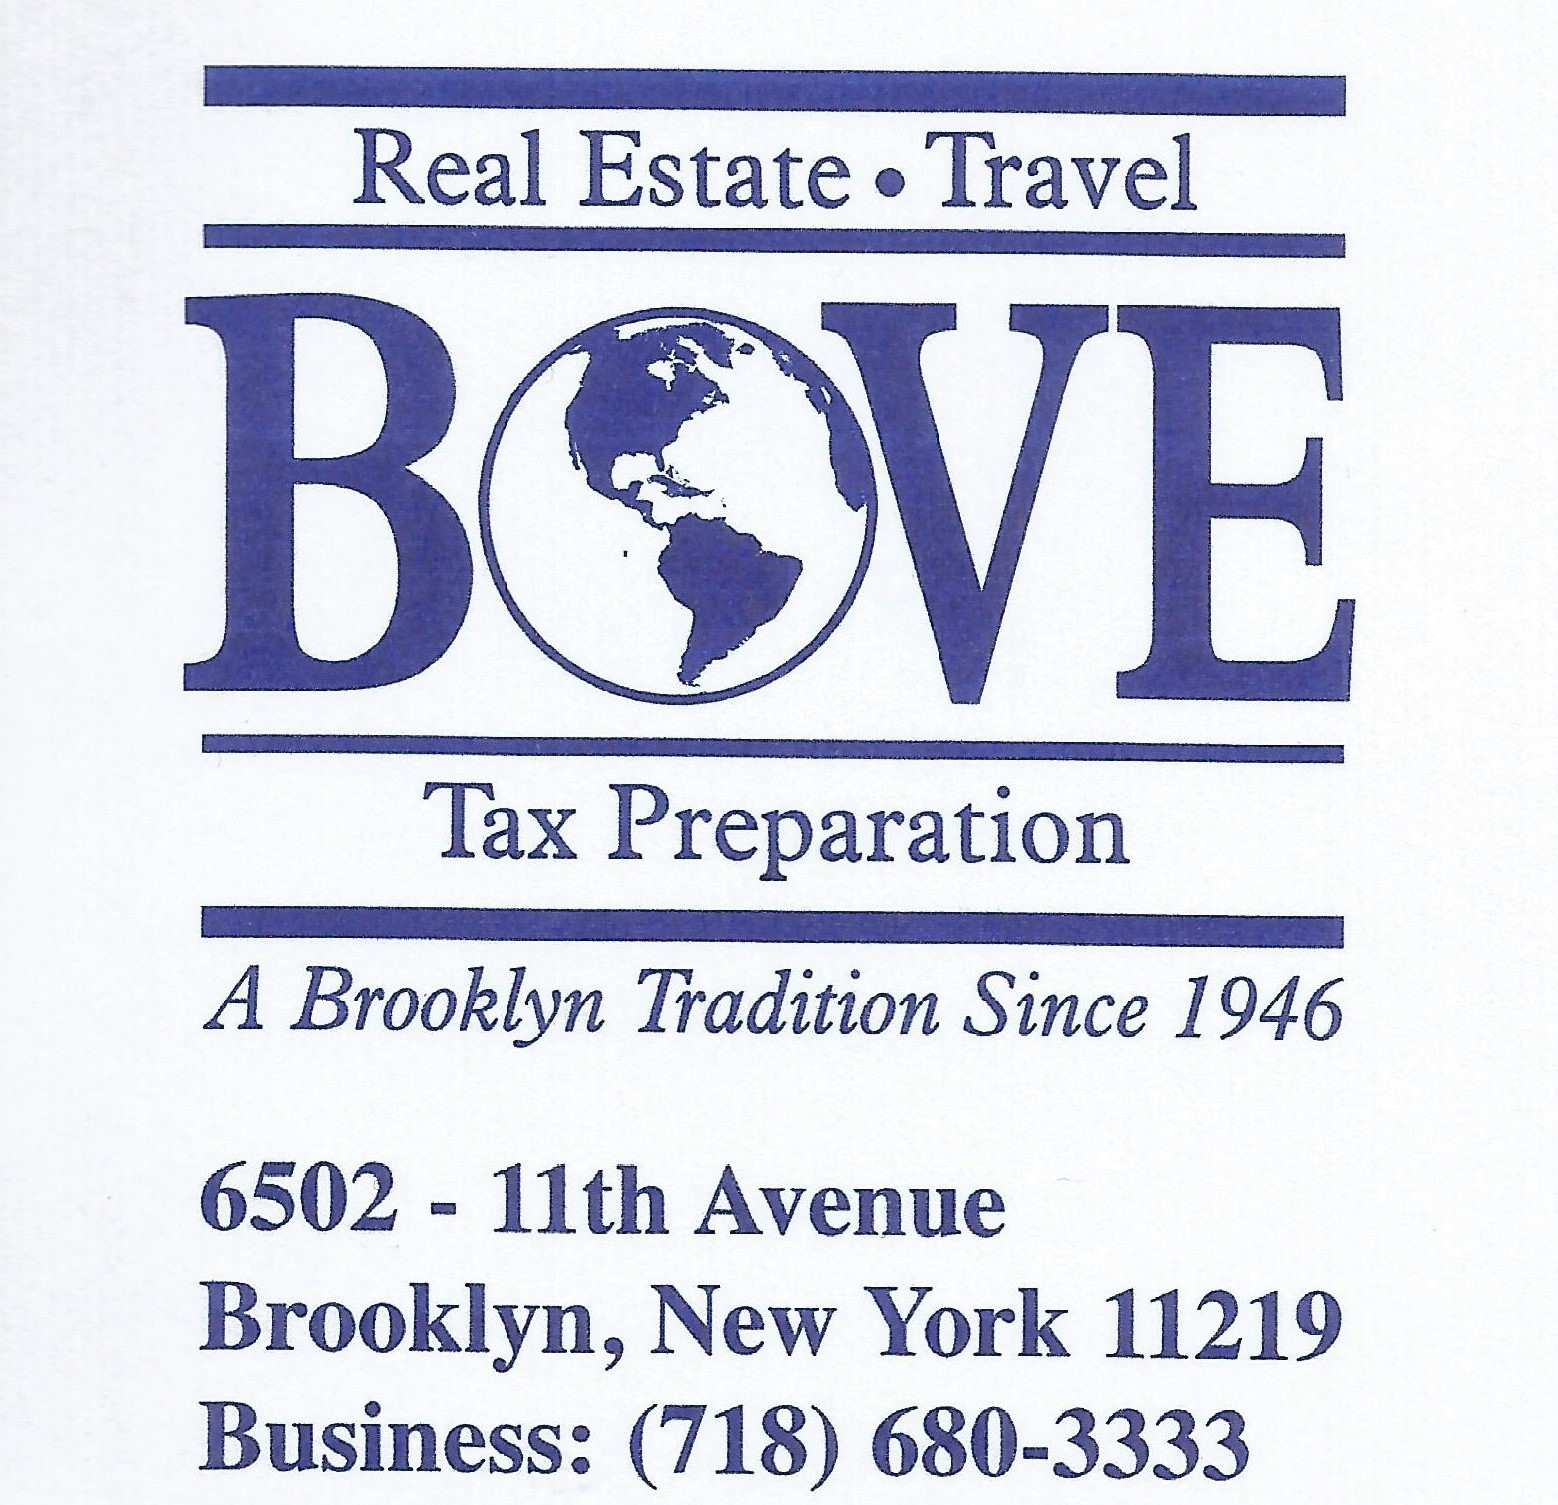 Real Estate • Travel
BOVE
Tax Preparation
A Brooklyn Tradition Since 1946
6502 - 11th Avenue
Brooklyn, New York 11219
Business: (718) 680-3333